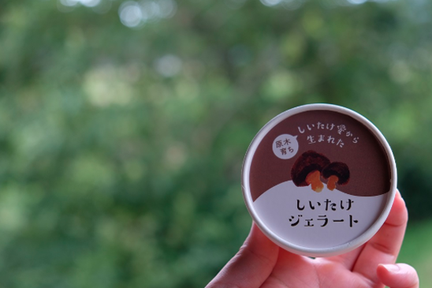 原木
育ち
しいたけ愛から
生まれた
しいたけ
ジェラート